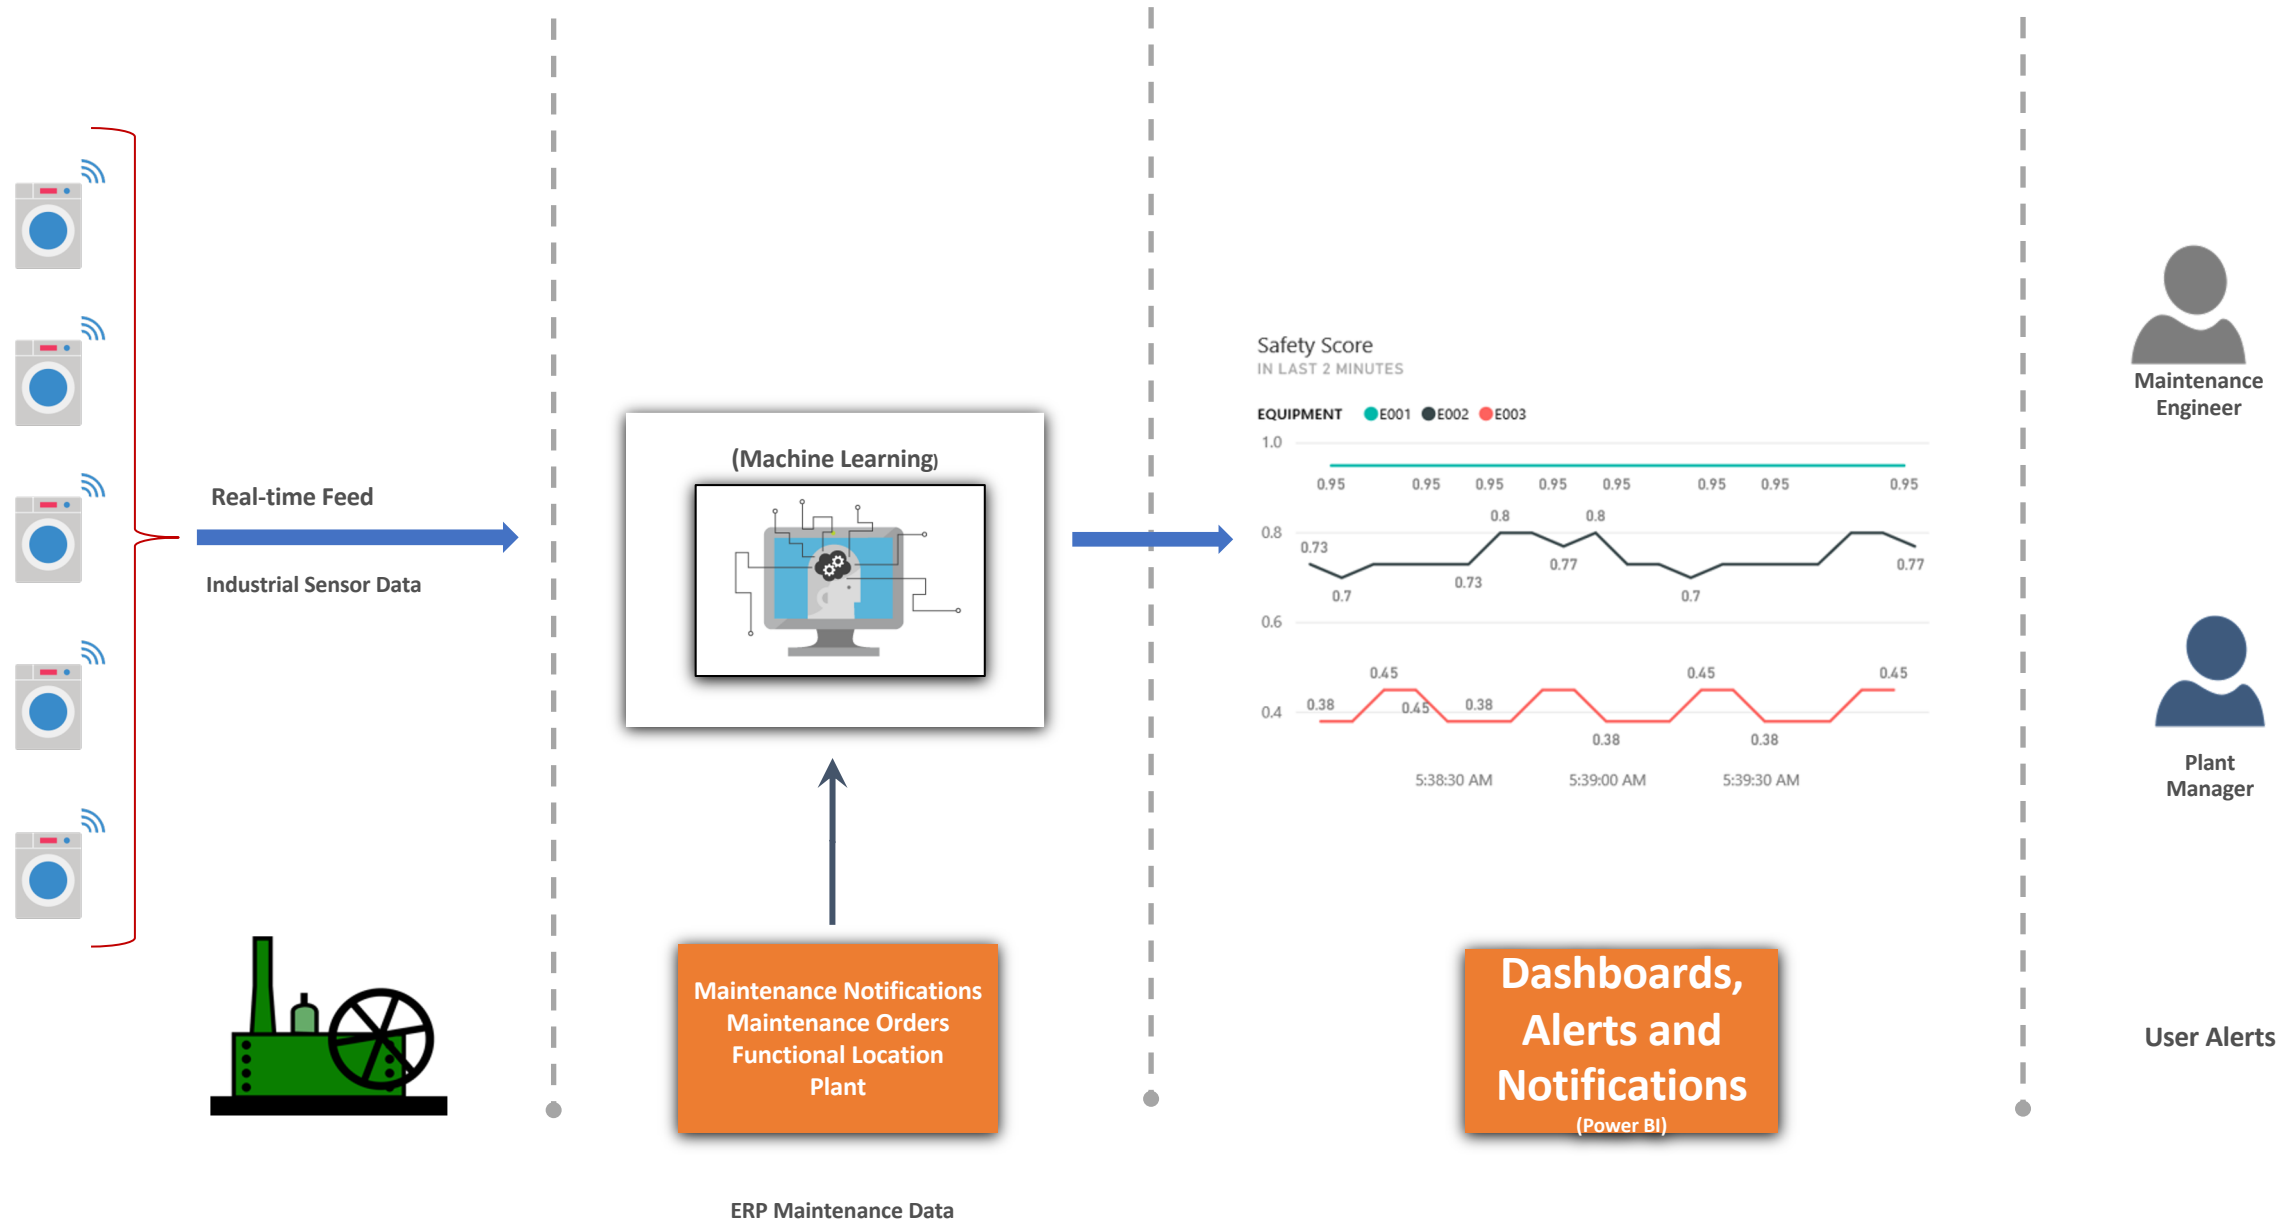 Real-time Feed
Industrial Sensor Data
(Machine Learning)
Maintenance Notifications
Maintenance Orders
Functional Location
Plant
ERP Maintenance Data
Safety Score
IN LAST 2 MINUTES
EQUIPMENT E001 E002 E003
1.0
0.95 0.95 0.95 0.95 0.95 0.95 0.95 0.95
0.8 0.8
0.8
0.73
0.77 0.77
0.73
0.7 0.7
0.6
0.45 0.45 0.45
0.38 0.45 0.38
0.4
0.38 0.38
5:38:30 AM 5:39:00 AM 5:39:30 AM
Dashboards,
Alerts and
Notifications
(Power BI)
Maintenance
Engineer
Plant
Manager
User Alerts